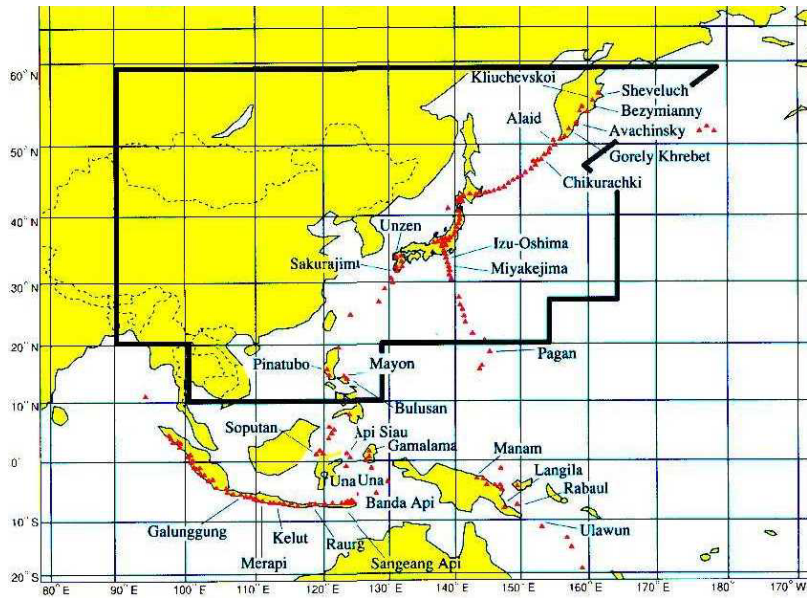 60°N
Kliuchevskoi
Sheveluch
Bezymianny
Alaid
Avachinsky
50°N
Gorely Khrebet
Chikurachki
40°N
Unzen
Izu-Oshima
Sakurajimi
Miyakejima
30°N
20°N
Pinatubo
Mayon
Pagan
10°N
Bulusan
Soputan
Api Siau
Gamalama
Manam
0°
Una Una
Langila
Rabaul
Banda Api
10°S
Galunggung
Kelut
Ulawun
Raurg
Merapi
Sangeang Api
20°S
80°E 90°E 100°E 110°E 120°E 130°E 140°E 150°E 160°E 170°E 180° 170°W